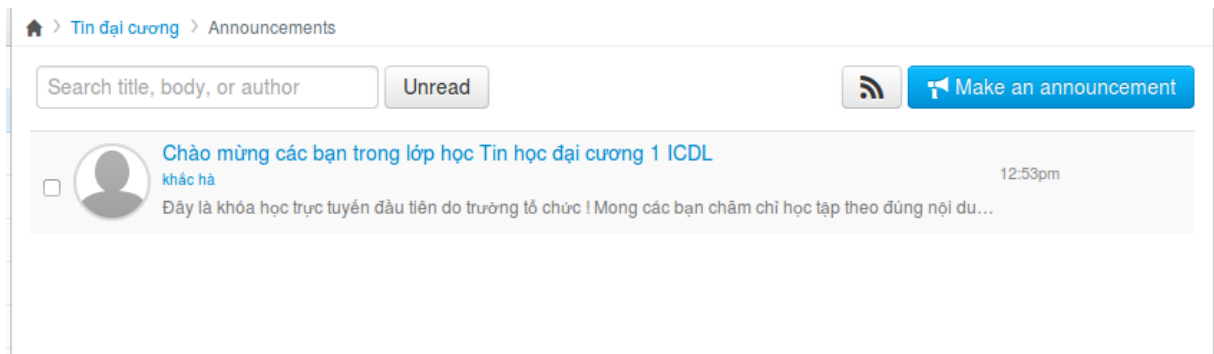 Tin đại cương Announcements
Search title, body, or author Unread Make an announcement
Chào mừng các bạn trong lớp học Tin học đại cương 1 ICDL
khắc hà
12:53pm
Đây là khóa học trực tuyến đầu tiên do trường tổ chức ! Mong các bạn chăm chỉ học tập theo đúng nội du…